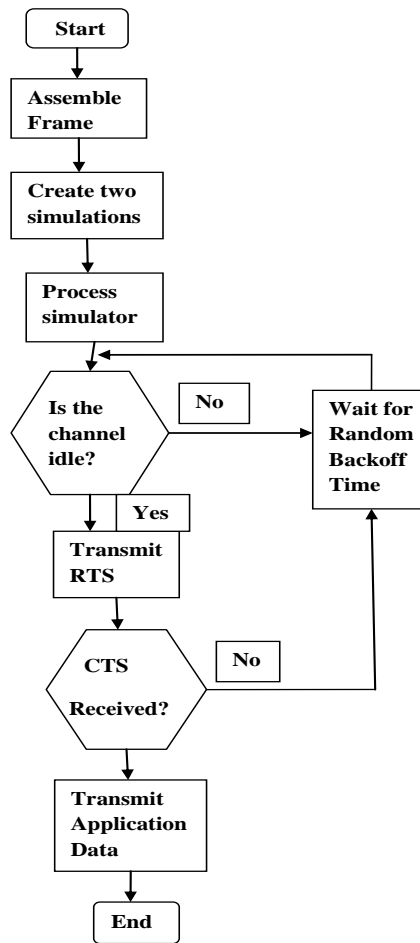 Start
Assemble
Frame
Create two
simulations
Process
simulator
Is the
channel
idle?
No
Wait for
Random
Backoff
Time
Yes
Transmit
RTS
CTS
Received?
No
Transmit
Application
Data
End